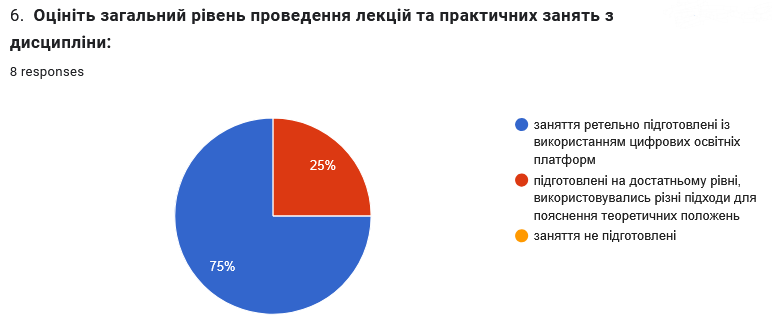 6. Оцініть загальний рівень проведення лекцій та практичних занять з
дисципліни:
8 responses
25%
75%
заняття ретельно підготовлені із
використанням цифрових освітніх
платформ
підготовлені на достатньому рівні,
використовувались різні підходи для
пояснення теоретичних положень
заняття не підготовлені